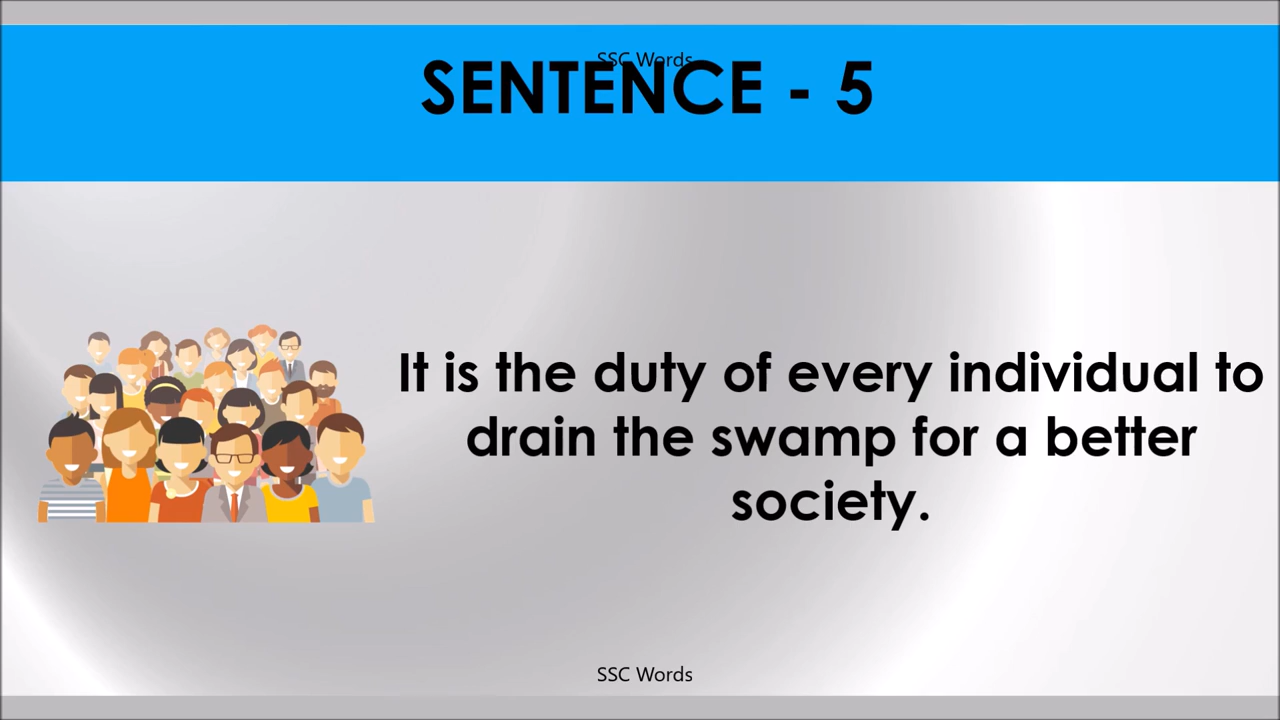 SSC Words
SENTENCE - 5
It is the duty of every individual to
drain the swamp for a better
society.
SSC Words